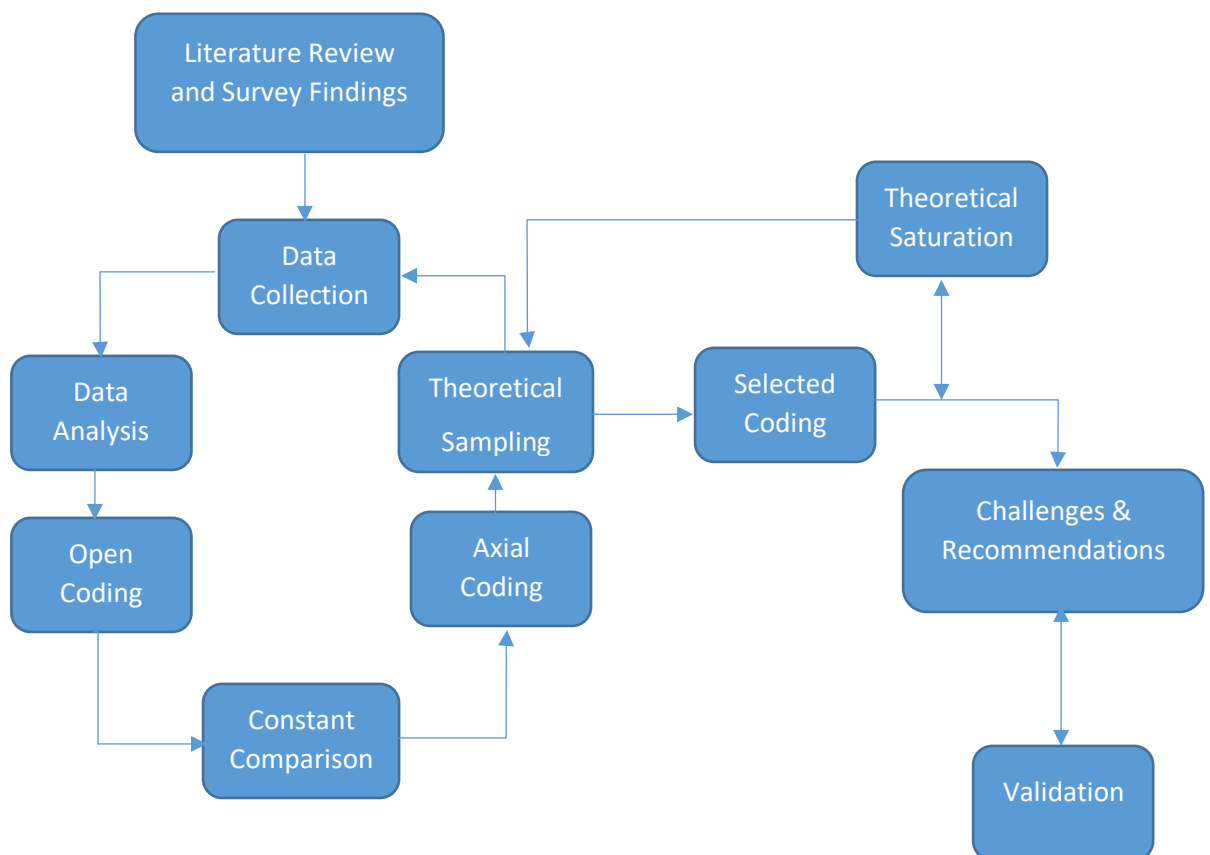 Literature Review
and Survey Findings
Theoretical
Saturation
Data
Collection
Theoretical
Sampling
Selected
Coding
Data
Analysis
Challenges &
Recommendations
Open
Coding
Axial
Coding
Constant
Comparison
Validation